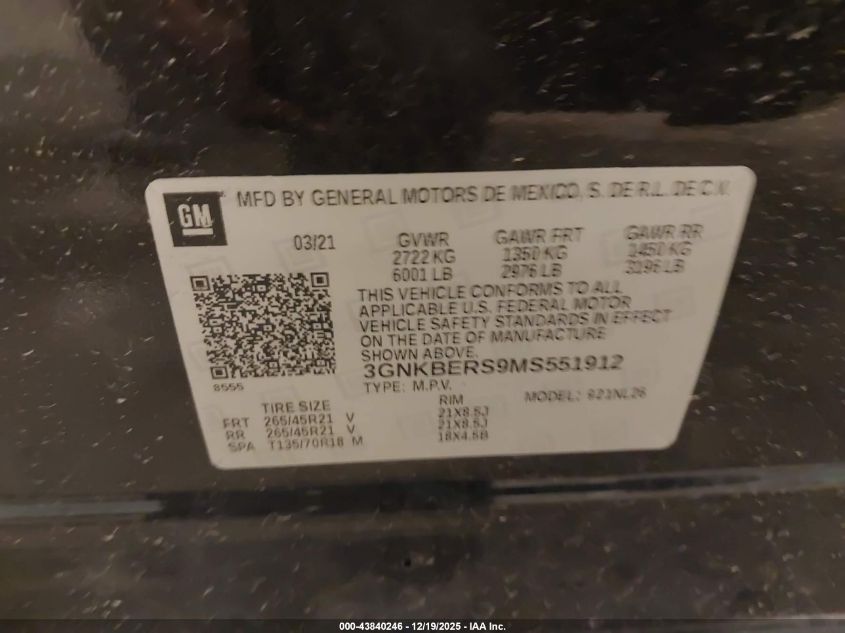 GM
MFD BY GENERAL MOTORS DE MEXICO, S. DE R.L. DE C.V.
03/21 GVWR GAWR FRT GAWR RR
2722 KG 1350 KG 1450 KG
6001 LB 2976 LB 3196 LB
THIS VEHICLE CONFORMS TO ALL
APPLICABLE U.S. FEDERAL MOTOR
VEHICLE SAFETY STANDARDS IN EFFECT
ON THE DATE OF MANUFACTURE
SHOWN ABOVE.
3GNKBERS9MS551912
8555
TYPE: M.P.V. MODEL:
TIRE SIZE RIM
FRT 265/45R21 V 21X8.5J
RR 265/45R21 V 21X8.5J
SPA T135/70R18 M 18X4.5B
000-43840246 - 12/19/2025 - IAA Inc.